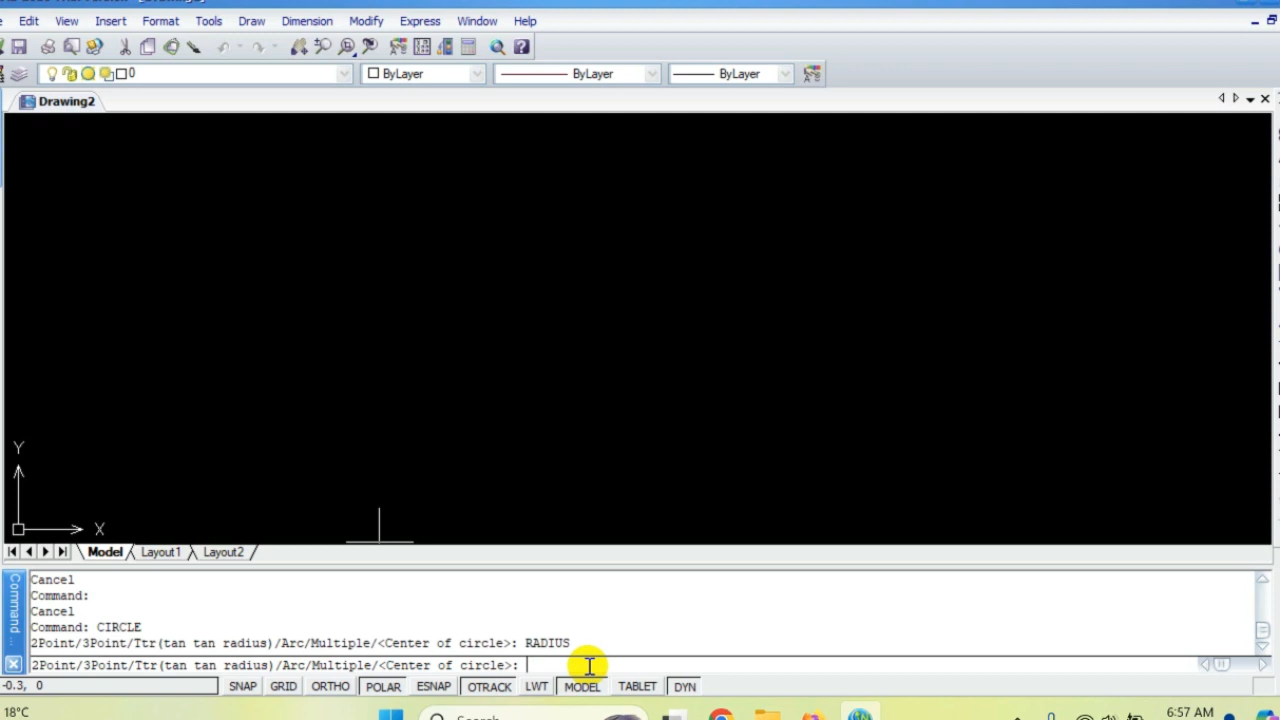 Edit View Insert Format Tools Draw Dimension Modify Express Window Help
0 ByLayer ByLayer ByLayer
Drawing2
Y
X
Model Layout1 Layout2
Cancel
Command:
Cancel
Command: CIRCLE
2Point/3Point/Ttr(tan tan radius)/Arc/Multiple/<Center of circle>: RADIUS
2Point/3Point/Ttr(tan tan radius)/Arc/Multiple/<Center of circle>:
Command ...
-0.3, 0 SNAP GRID ORTHO POLAR ESNAP OTRACK LWT MODEL TABLET DYN
18°C Search 6:57 AM